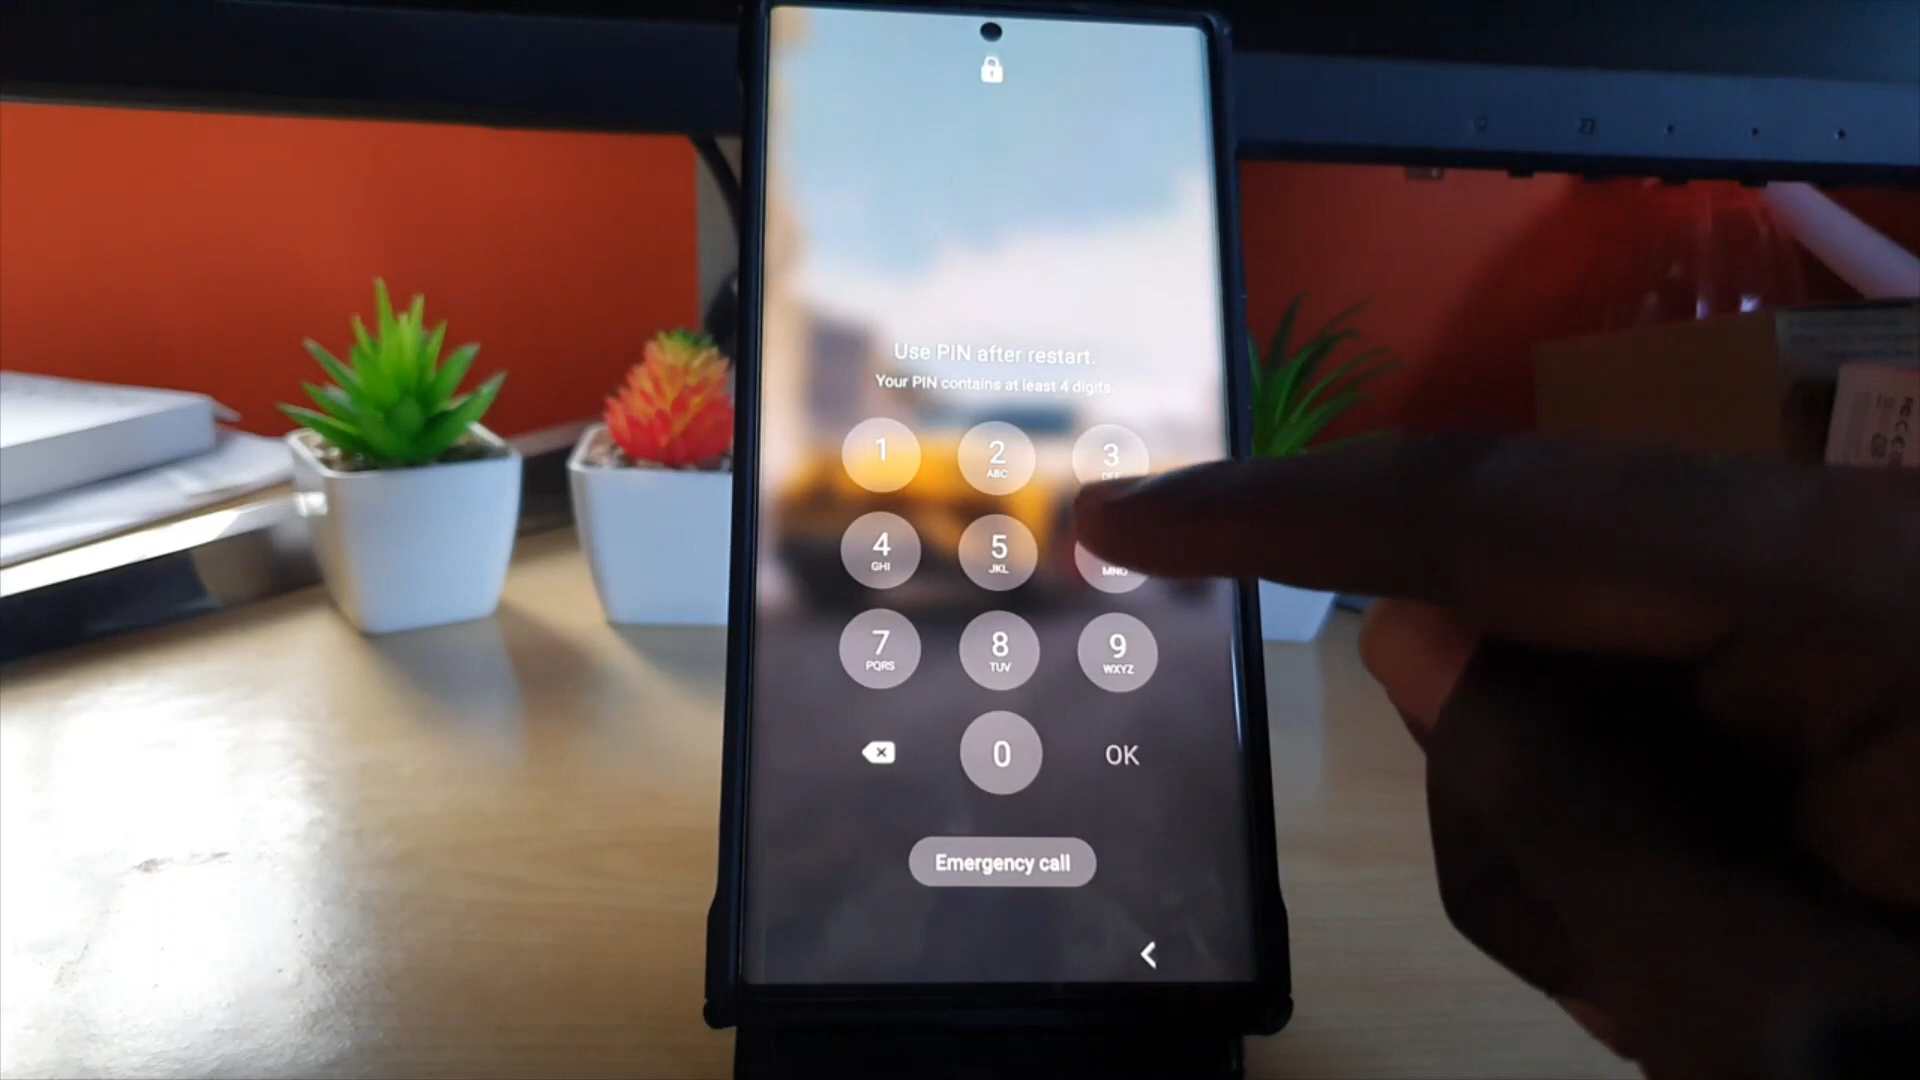 Use PIN after restart.
Your PIN contains at least 4 digits.
1
2
ABC
3
DEF
4
GHI
5
JKL
MNO
7
PQRS
8
TUV
9
WXYZ
0
OK
Emergency call